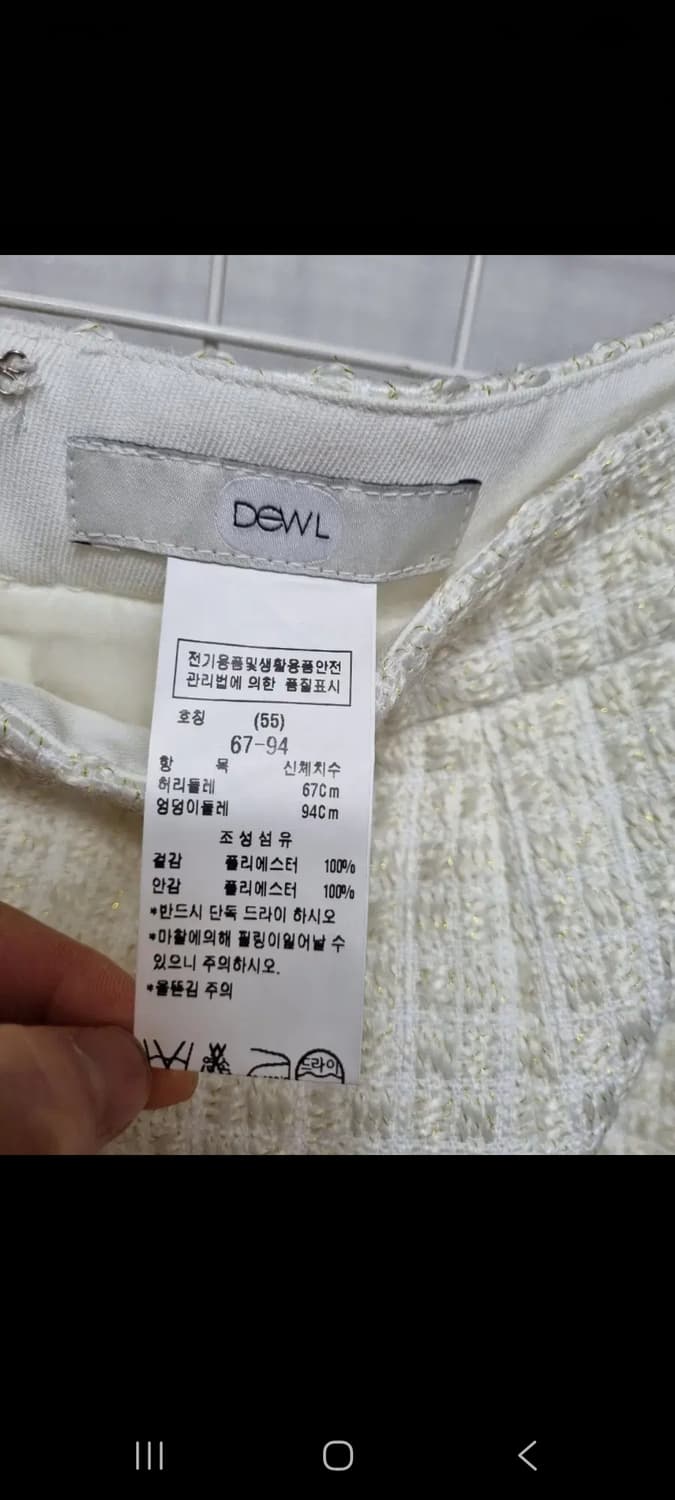 DEWL
전기용품및생활용품안전
관리법에 의한 품질표시
호칭 (55)
67-94
항 목 신체치수
허리둘레 67Cm
엉덩이둘레 94Cm
조성섬유
겉감 폴리에스터 100%
안감 폴리에스터 100%
*반드시 단독 드라이 하시오
*마찰에의해 필링이일어날 수
있으니 주의하시오.
*올뜯김 주의
드라이